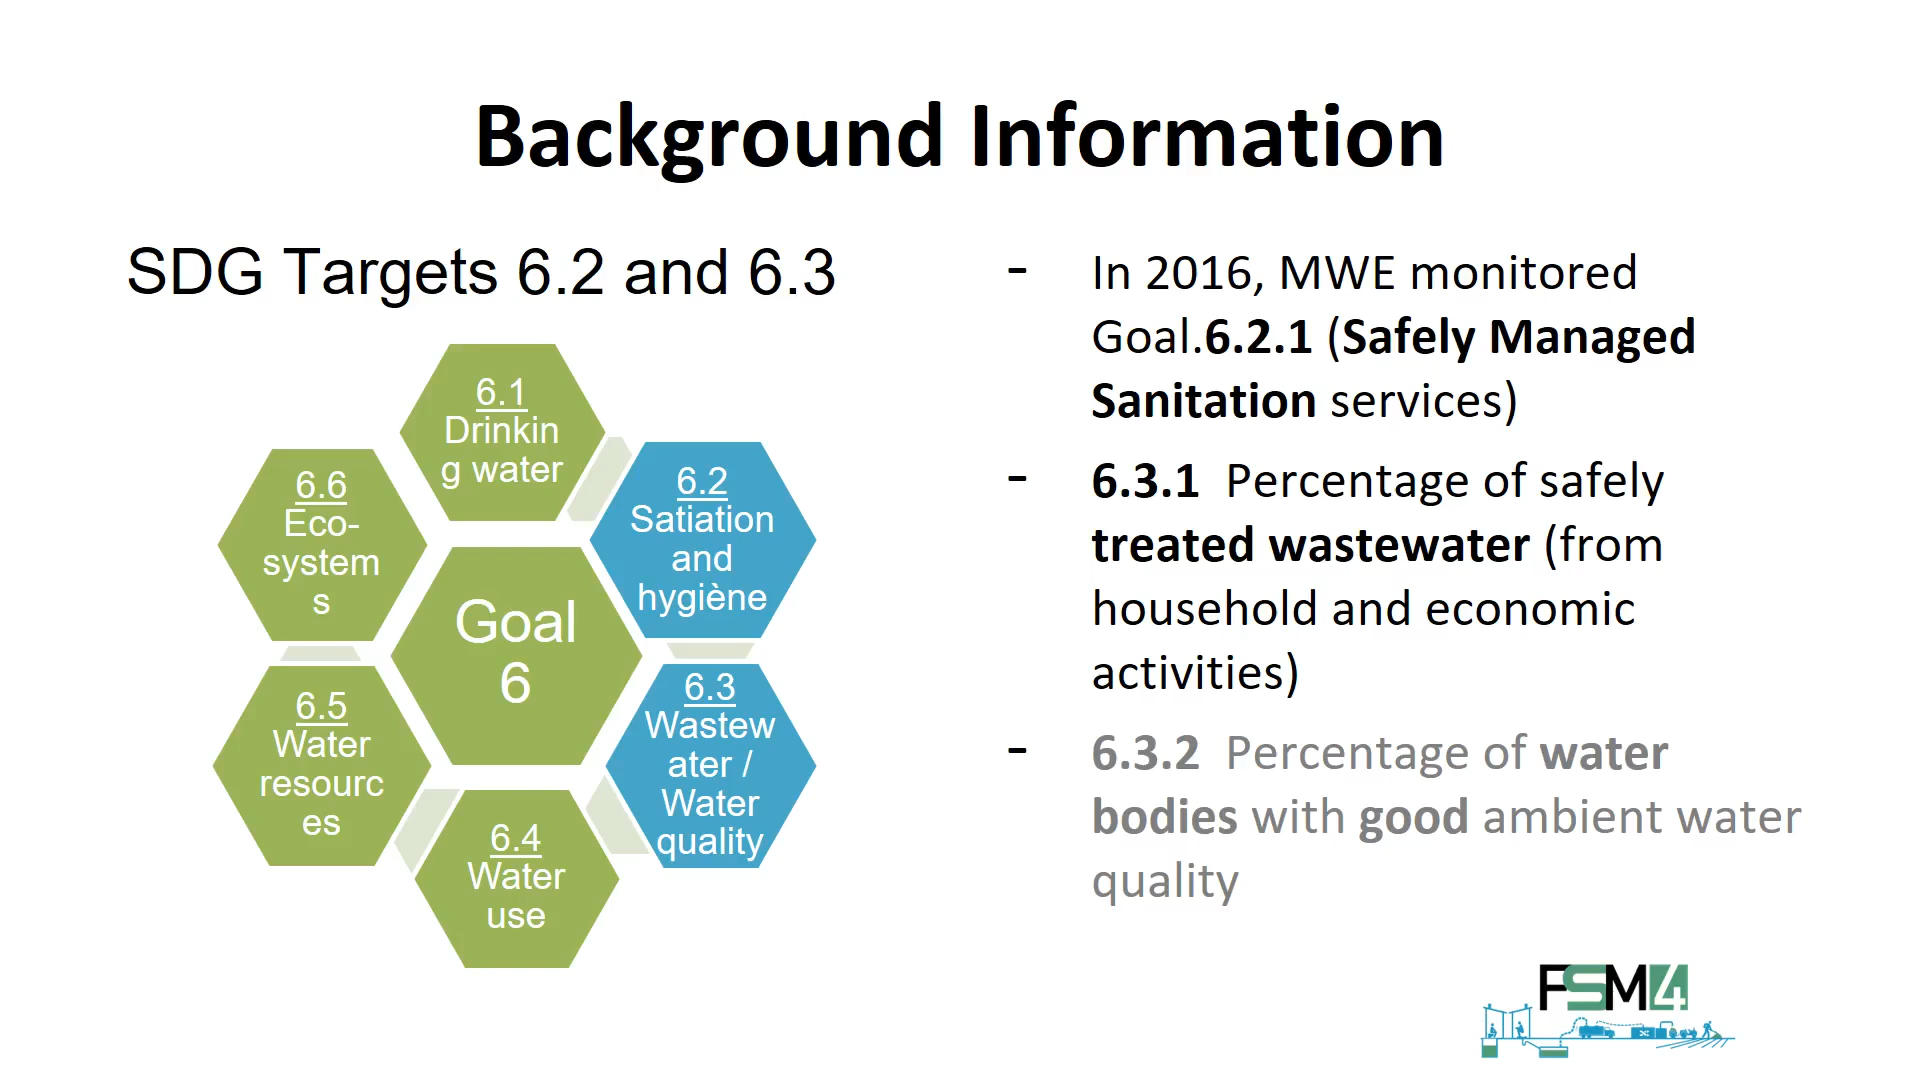 Background Information
SDG Targets 6.2 and 6.3
6.1
Drinkin
g water
6.2
Satiation
and
hygiène
6.3
Wastew
ater /
Water
quality
6.4
Water
use
6.5
Water
resourc
es
6.6
Eco-
system
s
Goal
6
- In 2016, MWE monitored
Goal.6.2.1 (Safely Managed
Sanitation services)
- 6.3.1 Percentage of safely
treated wastewater (from
household and economic
activities)
- 6.3.2 Percentage of water
bodies with good ambient water
quality
FSM4